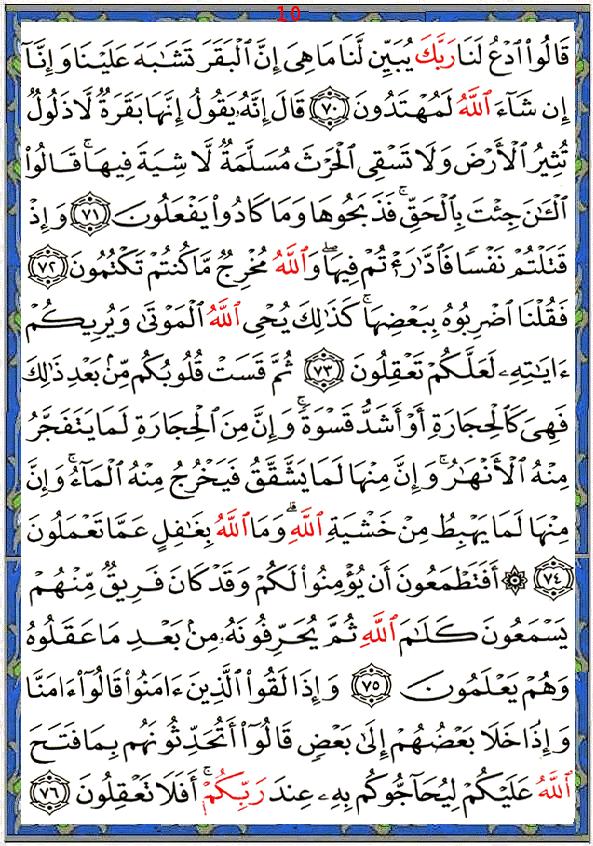 10
قَالُواْ ٱدۡعُ لَنَا رَبَّكَ يُبَيِّن لَّنَا مَا هِىَ إِنَّ ٱلۡبَقَرَ تَشَٰبَهَ عَلَيۡنَا وَإِنَّآ
إِن شَآءَ ٱللَّهُ لَمُهۡتَدُونَ ٧٠ قَالَ إِنَّهُۥ يَقُولُ إِنَّهَا بَقَرَةٞ لَّا ذَلُولٞ
تُثِيرُ ٱلۡأَرۡضَ وَلَا تَسۡقِى ٱلۡحَرۡثَ مُسَلَّمَةٞ لَّا شِيَةَ فِيهَاۚ قَالُواْ
ٱلۡـَٰٔنَ جِئۡتَ بِٱلۡحَقِّۚ فَذَبَحُوهَا وَمَا كَادُواْ يَفۡعَلُونَ ٧١ وَإِذۡ
قَتَلۡتُمۡ نَفۡسٗا فَٱدَّٰرَٰٔتُمۡ فِيهَاۖ وَٱللَّهُ مُخۡرِجٞ مَّا كُنتُمۡ تَكۡتُمُونَ ٧٢
فَقُلۡنَا ٱضۡرِبُوهُ بِبَعۡضِهَاۚ كَذَٰلِكَ يُحۡىِ ٱللَّهُ ٱلۡمَوۡتَىٰ وَيُرِيكُمۡ
ءَايَٰتِهِۦ لَعَلَّكُمۡ تَعۡقِلُونَ ٧٣ ثُمَّ قَسَتۡ قُلُوبُكُم مِّنۢ بَعۡدِ ذَٰلِكَ
فَهِىَ كَٱلۡحِجَارَةِ أَوۡ أَشَدُّ قَسۡوَةٗۚ وَإِنَّ مِنَ ٱلۡحِجَارَةِ لَمَا يَتَفَجَّرُ
مِنۡهُ ٱلۡأَنۡهَٰرُۚ وَإِنَّ مِنۡهَا لَمَا يَشَّقَّقُ فَيَخۡرُجُ مِنۡهُ ٱلۡمَآءُۚ وَإِنَّ
مِنۡهَا لَمَا يَهۡبِطُ مِنۡ خَشۡيَةِ ٱللَّهِۗ وَمَا ٱللَّهُ بِغَٰفِلٍ عَمَّا تَعۡمَلُونَ
٧٤ ۞ أَفَتَطۡمَعُونَ أَن يُؤۡمِنُواْ لَكُمۡ وَقَدۡ كَانَ فَرِيقٞ مِّنۡهُمۡ
يَسۡمَعُونَ كَلَٰمَ ٱللَّهِ ثُمَّ يُحَرِّفُونَهُۥ مِنۢ بَعۡدِ مَا عَقَلُوهُ
وَهُمۡ يَعۡلَمُونَ ٧٥ وَإِذَا لَقُواْ ٱلَّذِينَ ءَامَنُواْ قَالُوٓاْ ءَامَنَّا
وَإِذَا خَلَا بَعۡضُهُمۡ إِلَىٰ بَعۡضٖ قَالُوٓاْ أَتُحَدِّثُونَهُم بِمَا فَتَحَ
ٱللَّهُ عَلَيۡكُمۡ لِيُحَآجُّوكُم بِهِۦ عِندَ رَبِّكُمۡۚ أَفَلَا تَعۡقِلُونَ ٧٦